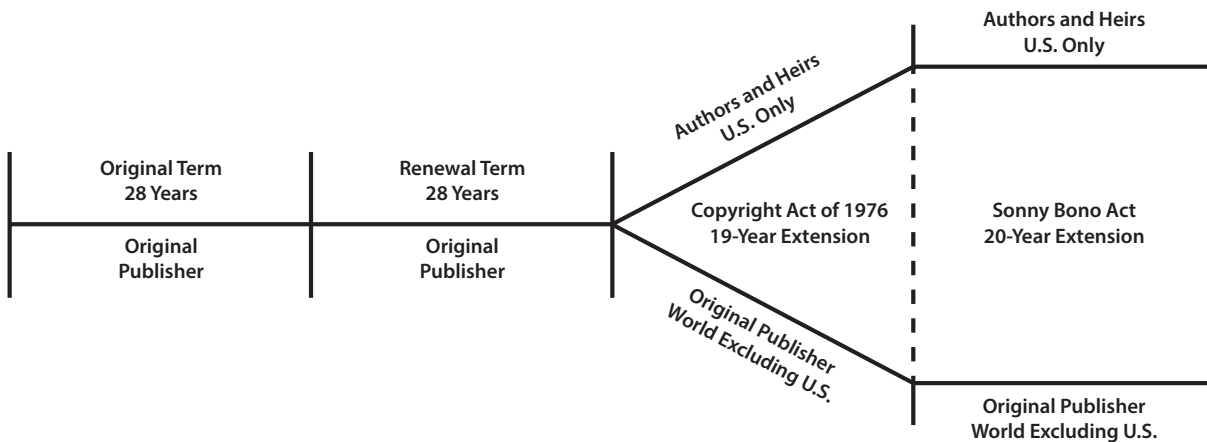 Original Term
28 Years
Original
Publisher
Renewal Term
28 Years
Original
Publisher
Authors and Heirs
U.S. Only
Copyright Act of 1976
19-Year Extension
Original Publisher
World Excluding U.S.
Authors and Heirs
U.S. Only
Sonny Bono Act
20-Year Extension
Original Publisher
World Excluding U.S.